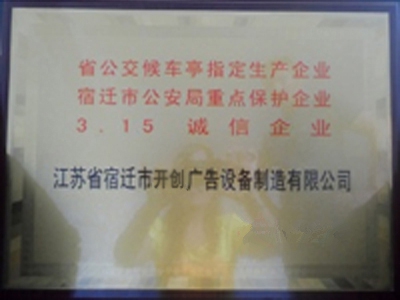 省公交候车亭指定生产企业
宿迁市公安局重点保护企业
3.15 诚信企业
江苏省宿迁市开创广告设备制造有限公司